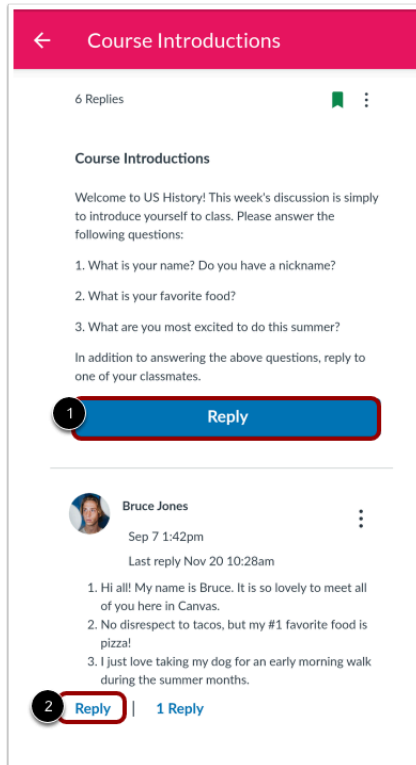 Course Introductions
6 Replies
Course Introductions
Welcome to US History! This week's discussion is simply
to introduce yourself to class. Please answer the
following questions:
1. What is your name? Do you have a nickname?
2. What is your favorite food?
3. What are you most excited to do this summer?
In addition to answering the above questions, reply to
one of your classmates.
1 Reply
Bruce Jones
Sep 7 1:42pm
Last reply Nov 20 10:28am
1. Hi all! My name is Bruce. It is so lovely to meet all
of you here in Canvas.
2. No disrespect to tacos, but my #1 favorite food is
pizza!
3. I just love taking my dog for an early morning walk
during the summer months.
2 Reply | 1 Reply